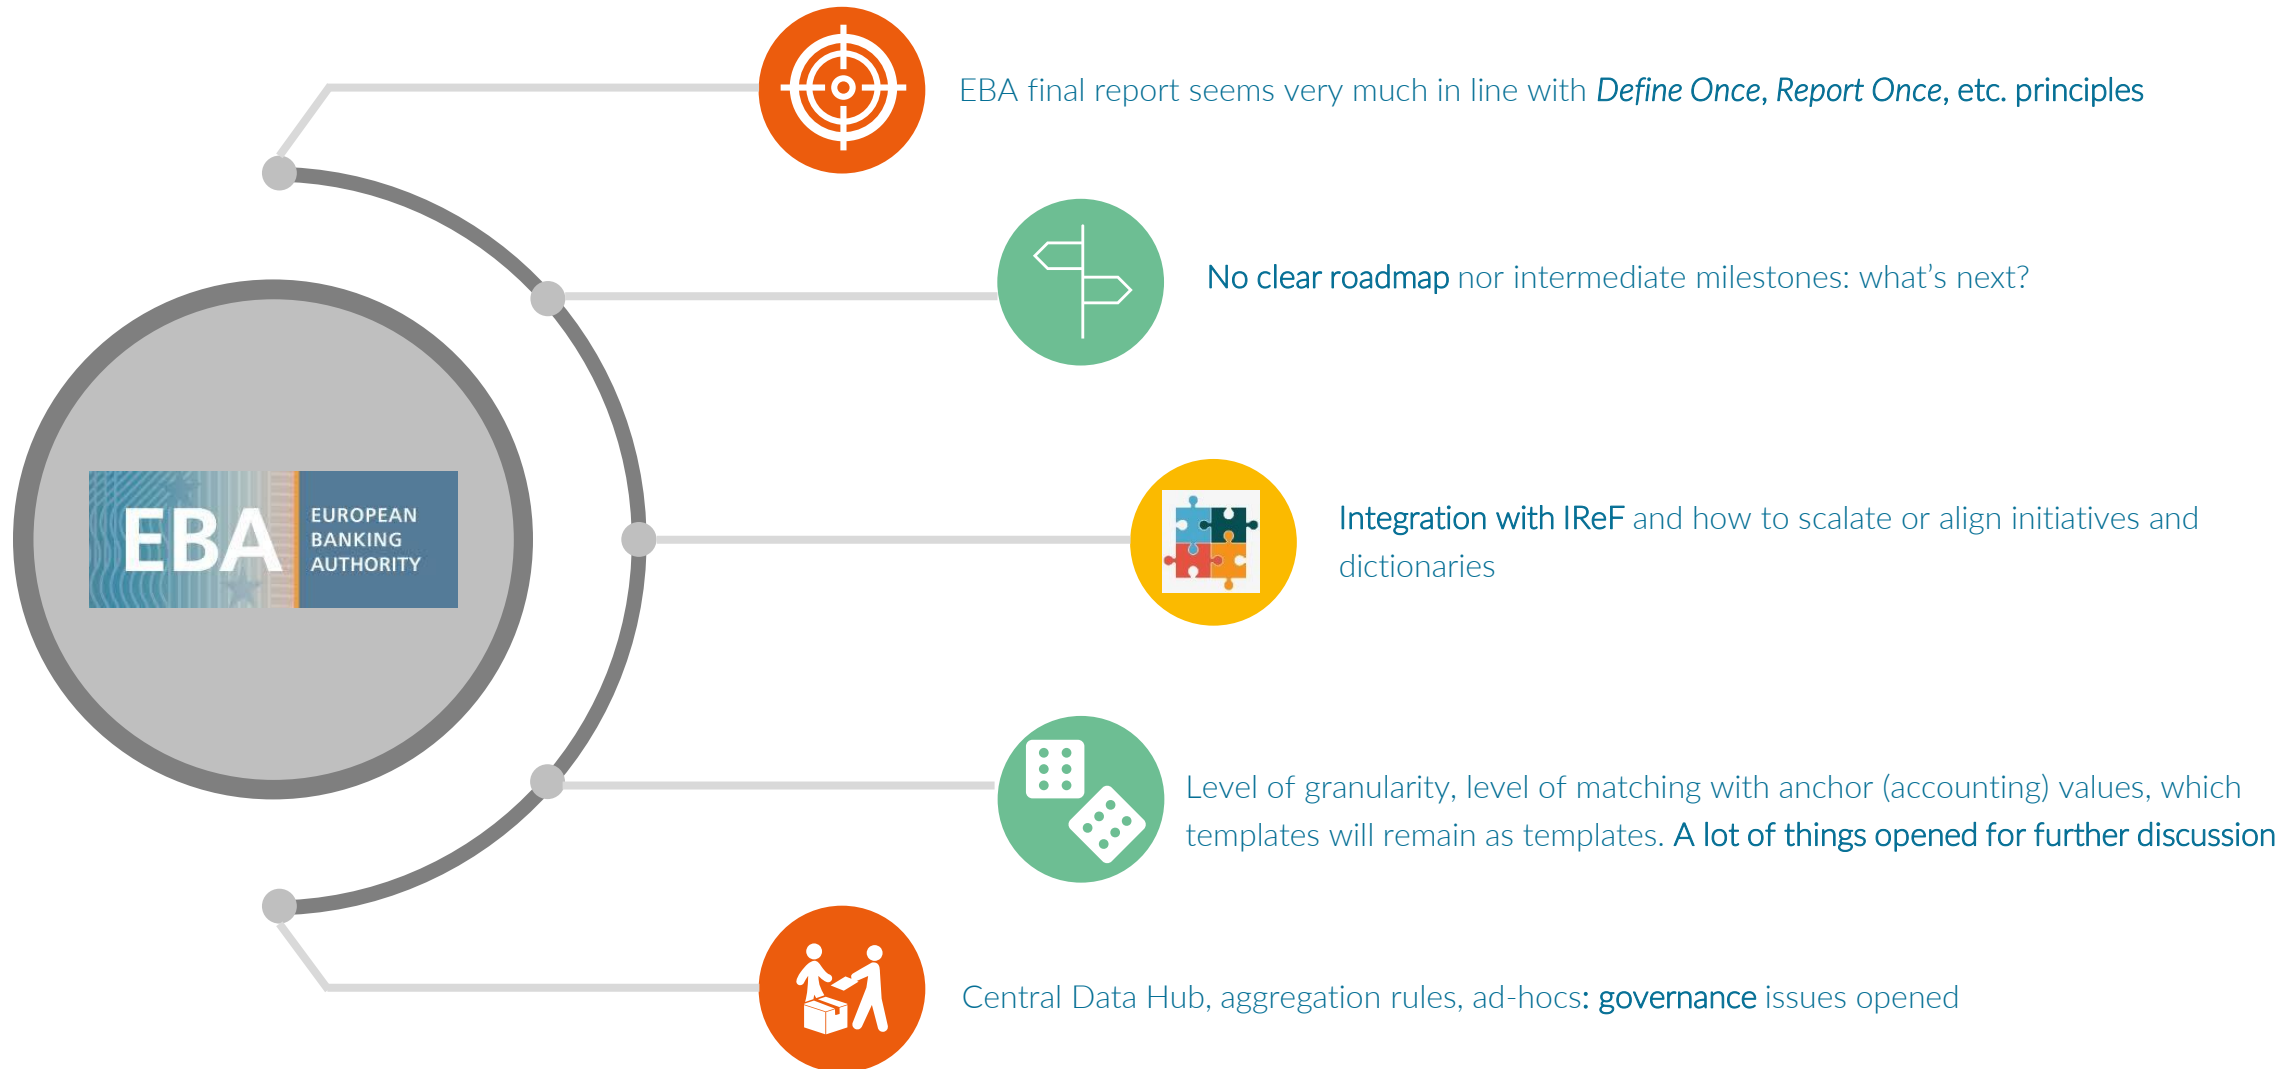 EBA final report seems very much in line with Define Once, Report Once, etc. principles
No clear roadmap nor intermediate milestones: what's next?
EBA
EUROPEAN
BANKING
AUTHORITY
Integration with IReF and how to scalate or align initiatives and
dictionaries
Level of granularity, level of matching with anchor (accounting) values, which
templates will remain as templates. A lot of things opened for further discussion
Central Data Hub, aggregation rules, ad-hocs: governance issues opened